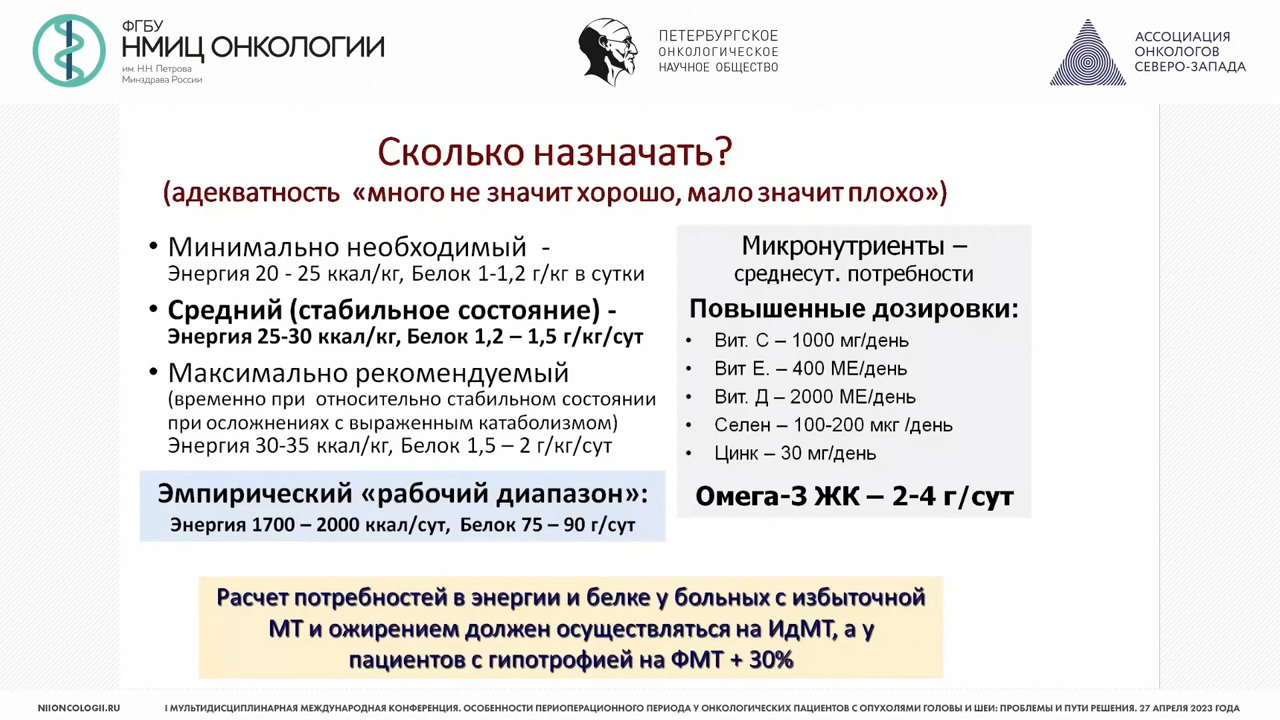 ФГБУ
НМИЦ ОНКОЛОГИИ
им. Н.Н. Петрова
Минздрава России
ПЕТЕРБУРГСКОЕ
ОНКОЛОГИЧЕСКОЕ
НАУЧНОЕ ОБЩЕСТВО
АССОЦИАЦИЯ
ОНКОЛОГОВ
СЕВЕРО-ЗАПАДА
Сколько назначать?
(адекватность «много не значит хорошо, мало значит плохо»)
• Минимально необходимый -
Энергия 20 - 25 ккал/кг, Белок 1-1,2 г/кг в сутки
• Средний (стабильное состояние) -
Энергия 25-30 ккал/кг, Белок 1,2 – 1,5 г/кг/сут
• Максимально рекомендуемый
(временно при относительно стабильном состоянии
при осложнениях с выраженным катаболизмом)
Энергия 30-35 ккал/кг, Белок 1,5 – 2 г/кг/сут
Эмпирический «рабочий диапазон»:
Энергия 1700 – 2000 ккал/сут, Белок 75 – 90 г/сут
Микронутриенты –
среднесут. потребности
Повышенные дозировки:
• Вит. С – 1000 мг/день
• Вит Е. – 400 МЕ/день
• Вит. Д – 2000 МЕ/день
• Селен – 100-200 мкг /день
• Цинк – 30 мг/день
Омега-3 ЖК – 2-4 г/сут
Расчет потребностей в энергии и белке у больных с избыточной
МТ и ожирением должен осуществляться на ИдМТ, а у
пациентов с гипотрофией на ФМТ + 30%
NIIONCOLOGII.RU
I МУЛЬТИДИСЦИПЛИНАРНАЯ МЕЖДУНАРОДНАЯ КОНФЕРЕНЦИЯ. ОСОБЕННОСТИ ПЕРИОПЕРАЦИОННОГО ПЕРИОДА У ОНКОЛОГИЧЕСКИХ ПАЦИЕНТОВ С ОПУХОЛЯМИ ГОЛОВЫ И ШЕИ: ПРОБЛЕМЫ И ПУТИ РЕШЕНИЯ. 27 АПРЕЛЯ 2023 ГОДА